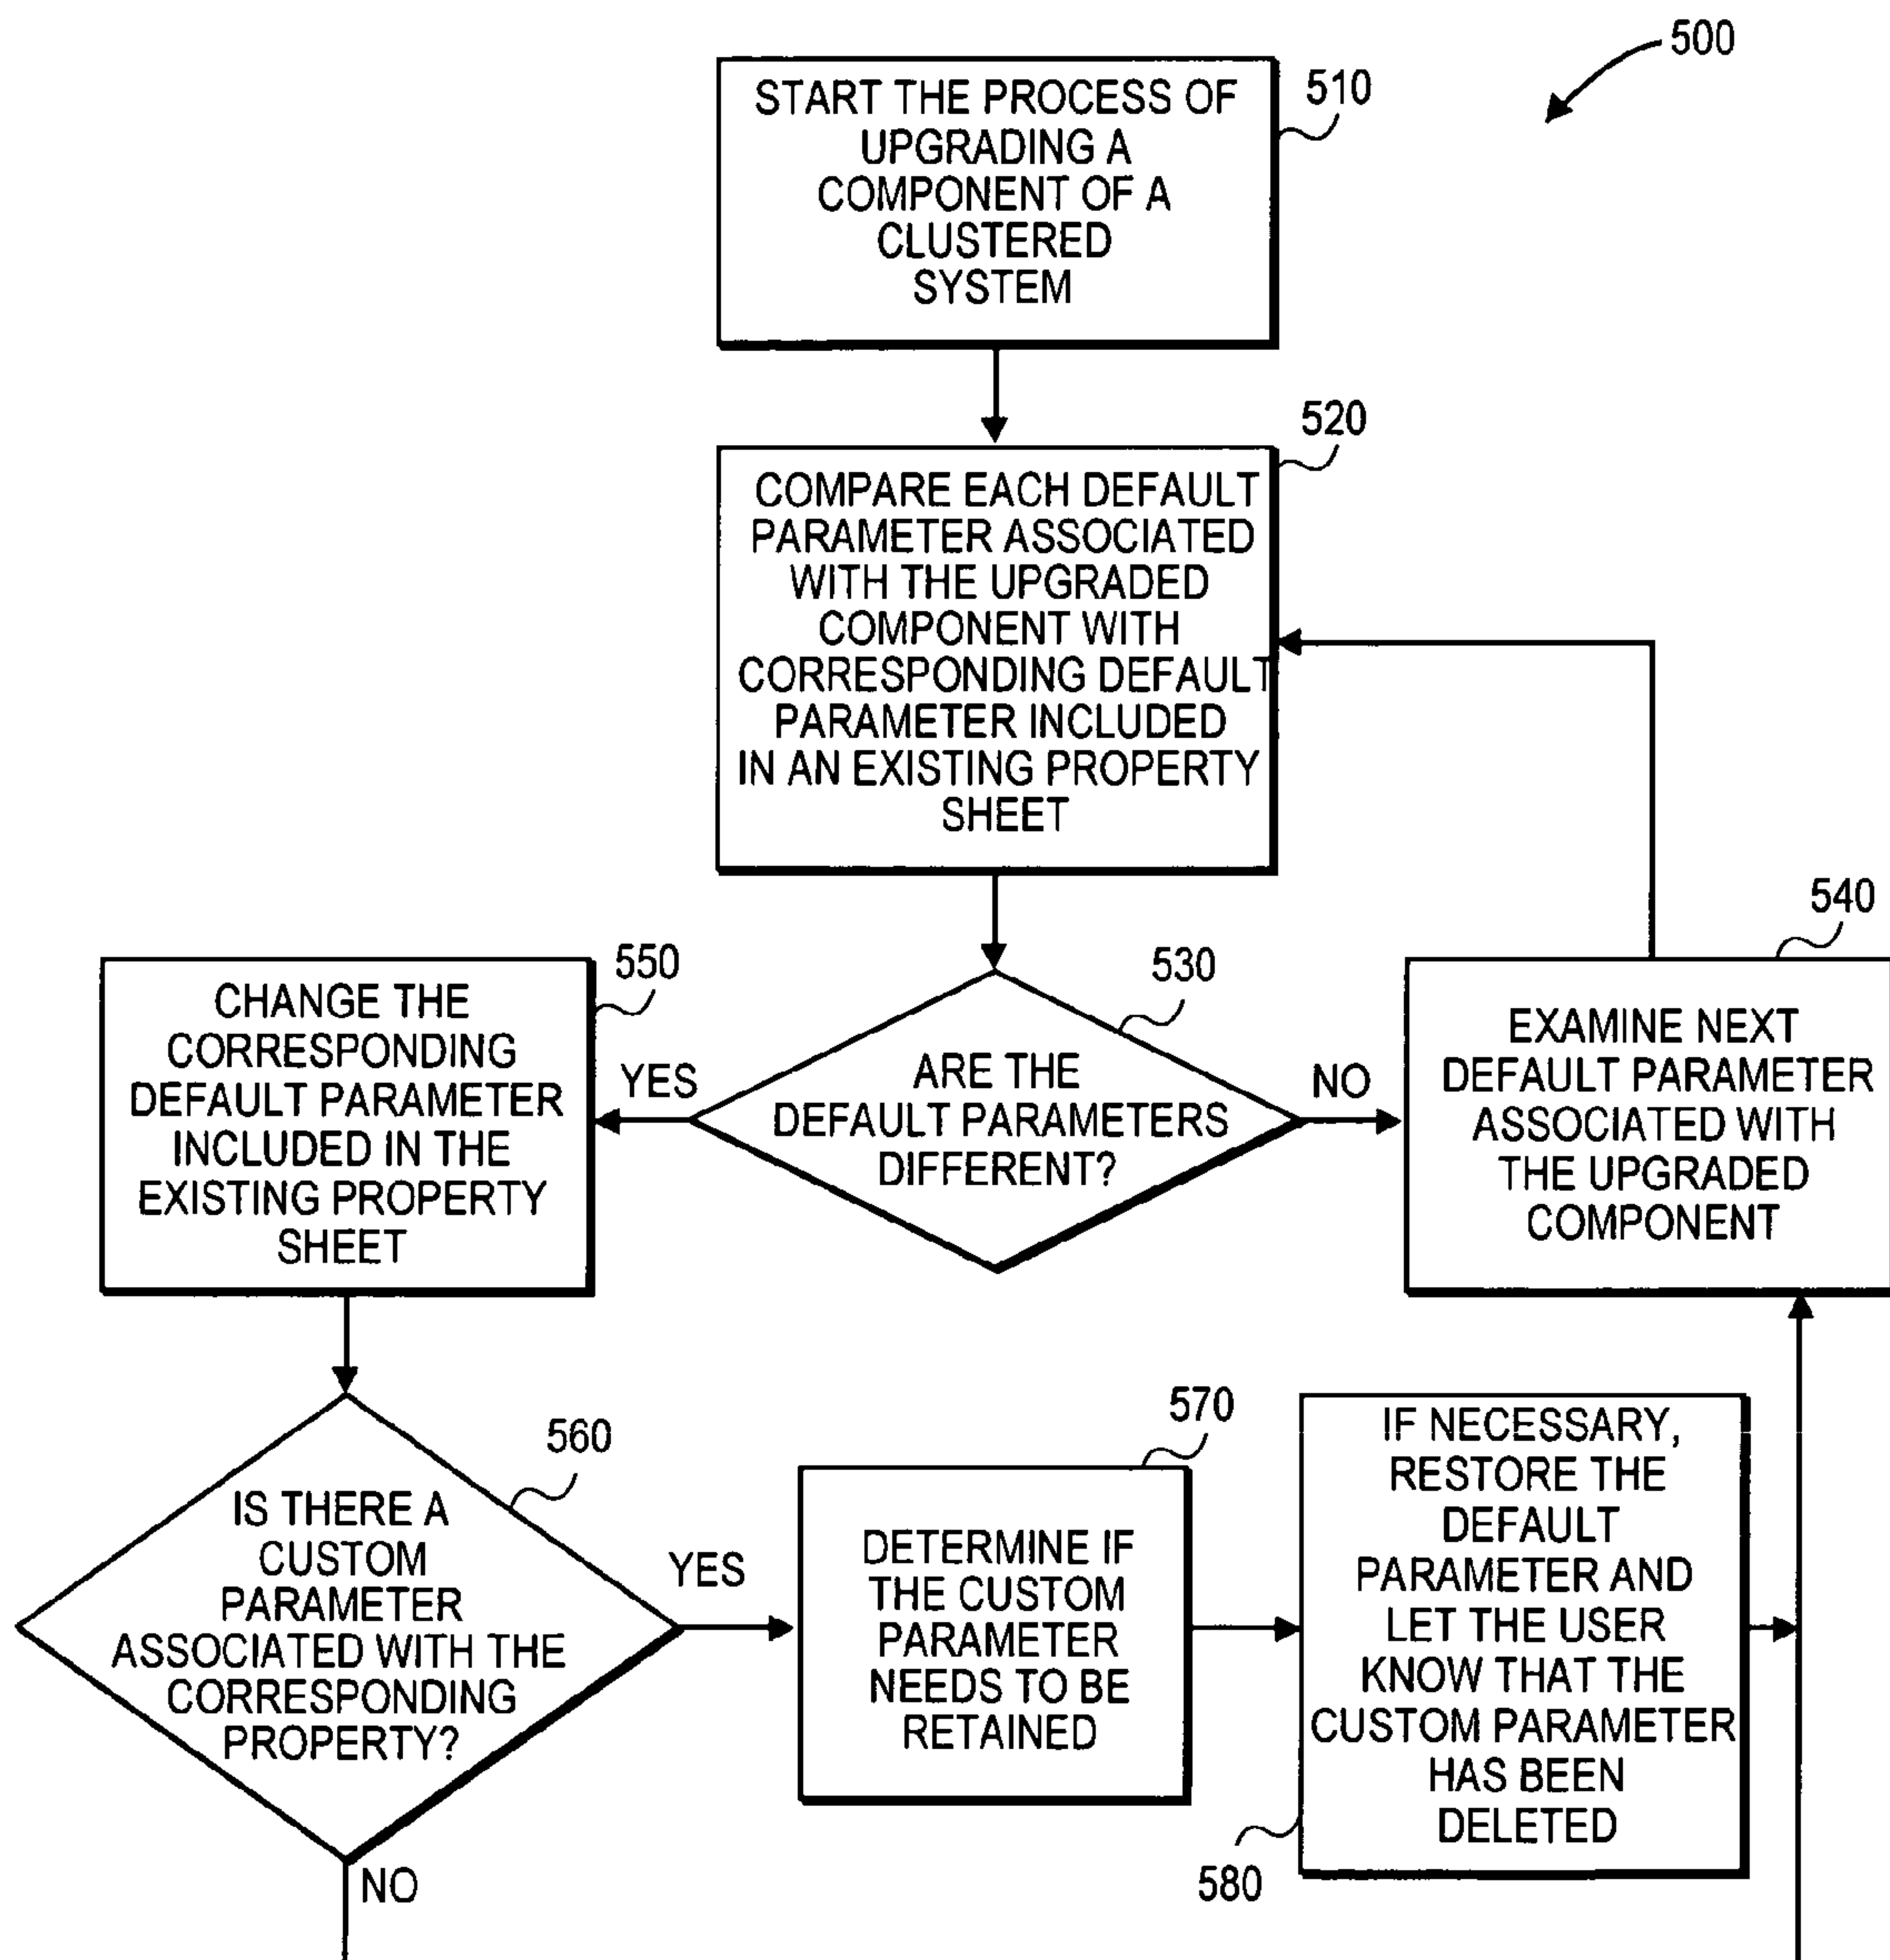 500
START THE PROCESS OF
UPGRADING A
COMPONENT OF A
CLUSTERED
SYSTEM
510
COMPARE EACH DEFAULT
PARAMETER ASSOCIATED
WITH THE UPGRADED
COMPONENT WITH
CORRESPONDING DEFAULT
PARAMETER INCLUDED
IN AN EXISTING PROPERTY
SHEET
520
ARE THE
DEFAULT PARAMETERS
DIFFERENT?
530
YES
NO
EXAMINE NEXT
DEFAULT PARAMETER
ASSOCIATED WITH
THE UPGRADED
COMPONENT
540
CHANGE THE
CORRESPONDING
DEFAULT PARAMETER
INCLUDED IN THE
EXISTING PROPERTY
SHEET
550
IS THERE A
CUSTOM
PARAMETER
ASSOCIATED WITH THE
CORRESPONDING
PROPERTY?
560
YES
NO
DETERMINE IF
THE CUSTOM
PARAMETER
NEEDS TO BE
RETAINED
570
IF NECESSARY,
RESTORE THE
DEFAULT
PARAMETER AND
LET THE USER
KNOW THAT THE
CUSTOM PARAMETER
HAS BEEN
DELETED
580